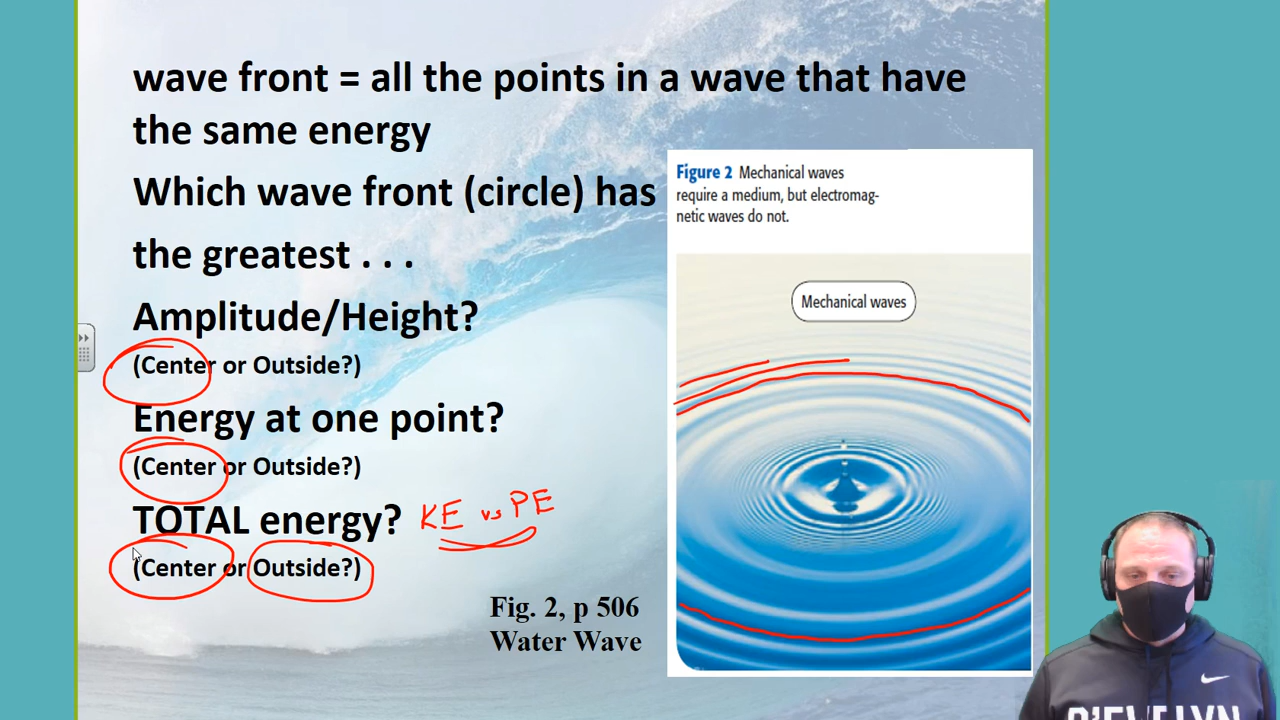 wave front = all the points in a wave that have
the same energy
Which wave front (circle) has
the greatest . . .
Amplitude/Height?
(Center or Outside?)
Energy at one point?
(Center or Outside?)
TOTAL energy?
KE vs PE
(Center or Outside?)
Fig. 2, p 506
Water Wave
Figure 2 Mechanical waves
require a medium, but electromag-
netic waves do not.
Mechanical waves
D'EVELYN